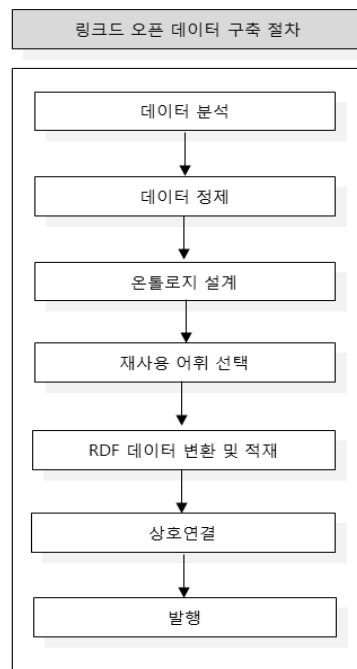 링크드 오픈 데이터 구축 절차
데이터 분석
데이터 정제
온톨로지 설계
재사용 어휘 선택
RDF 데이터 변환 및 적재
상호연결
발행